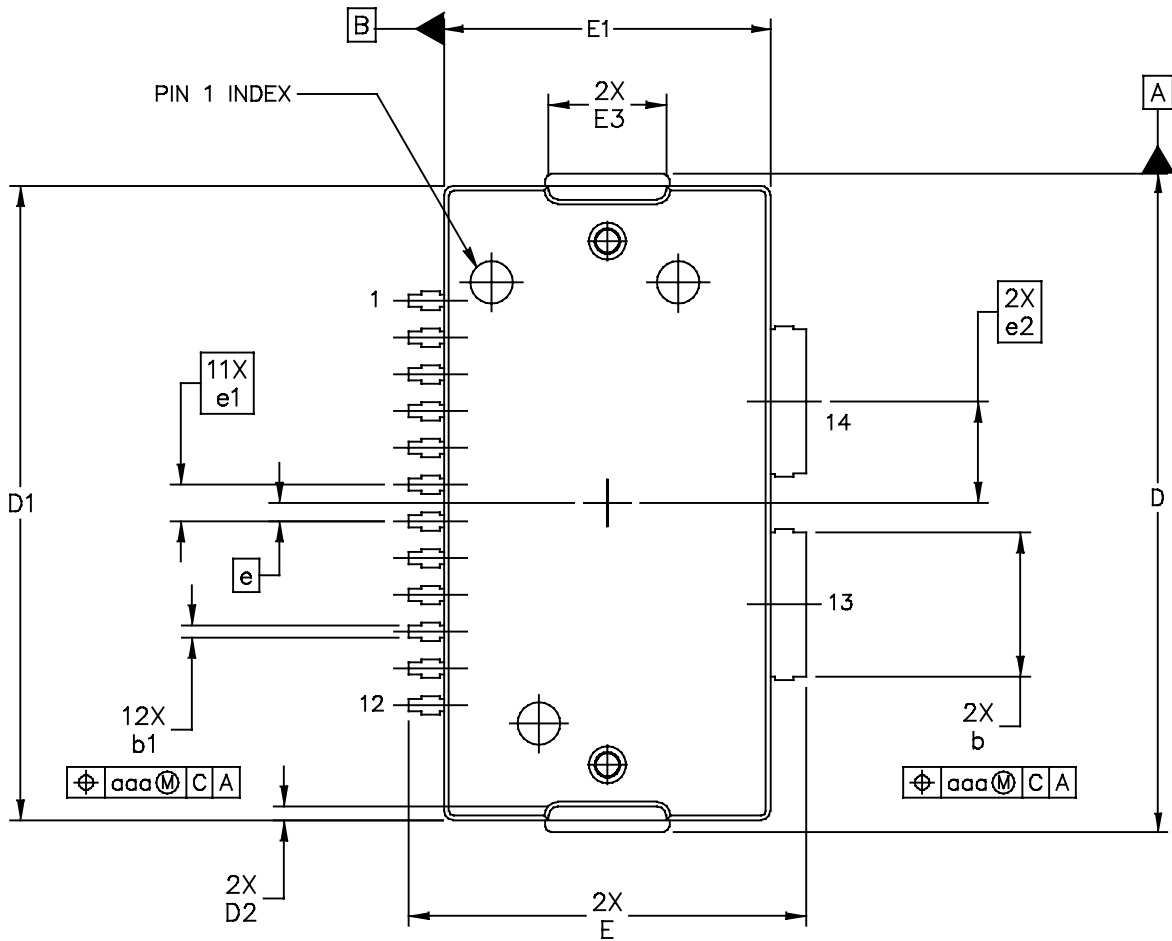 B
E1
PIN 1 INDEX
2X
E3
A
1
2X
e2
11X
e1
14
D1
D
e
13
12
12X
b1
2X
b
⌖ aaa Ⓜ C A
⌖ aaa Ⓜ C A
2X
D2
2X
E